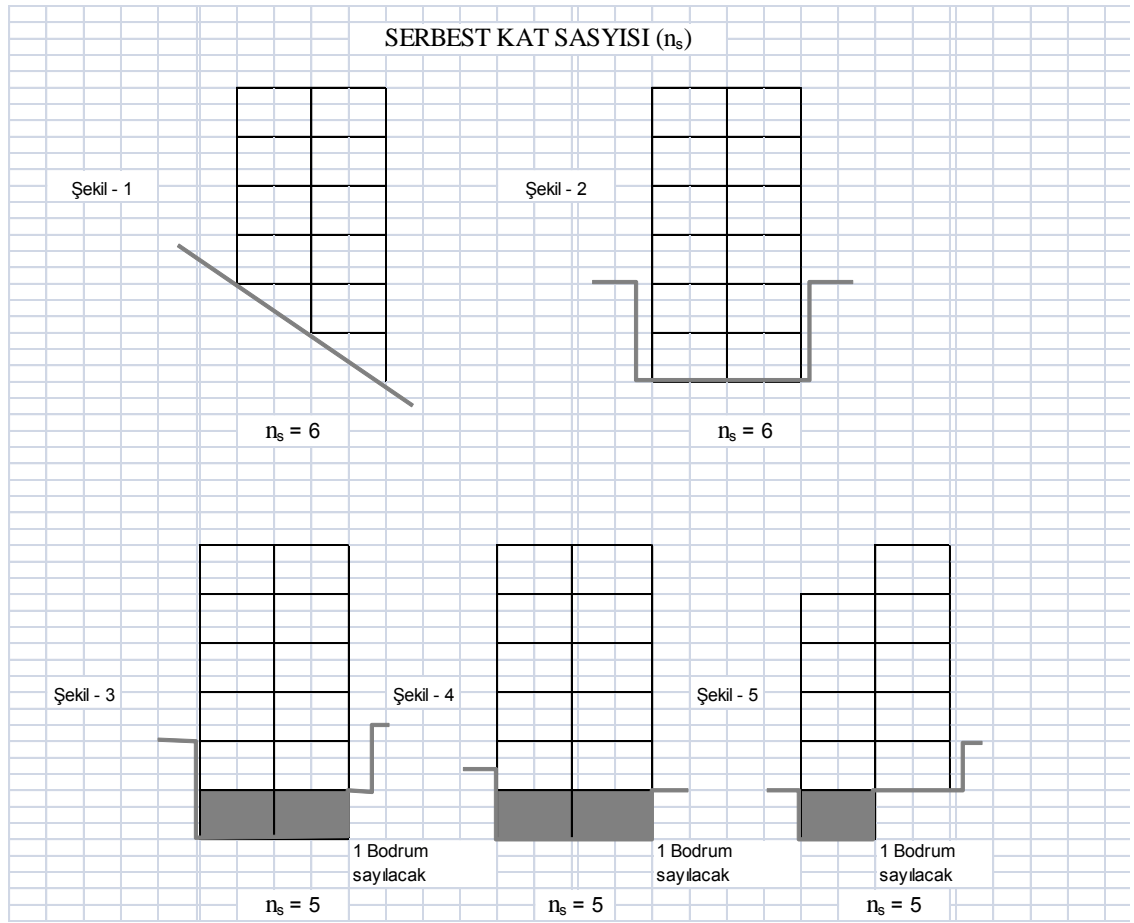 SERBEST KAT SASYISI (ns)
Şekil - 1
Şekil - 2
ns = 6
ns = 6
Şekil - 3
Şekil - 4
Şekil - 5
1 Bodrum
sayılacak
1 Bodrum
sayılacak
1 Bodrum
sayılacak
ns = 5
ns = 5
ns = 5